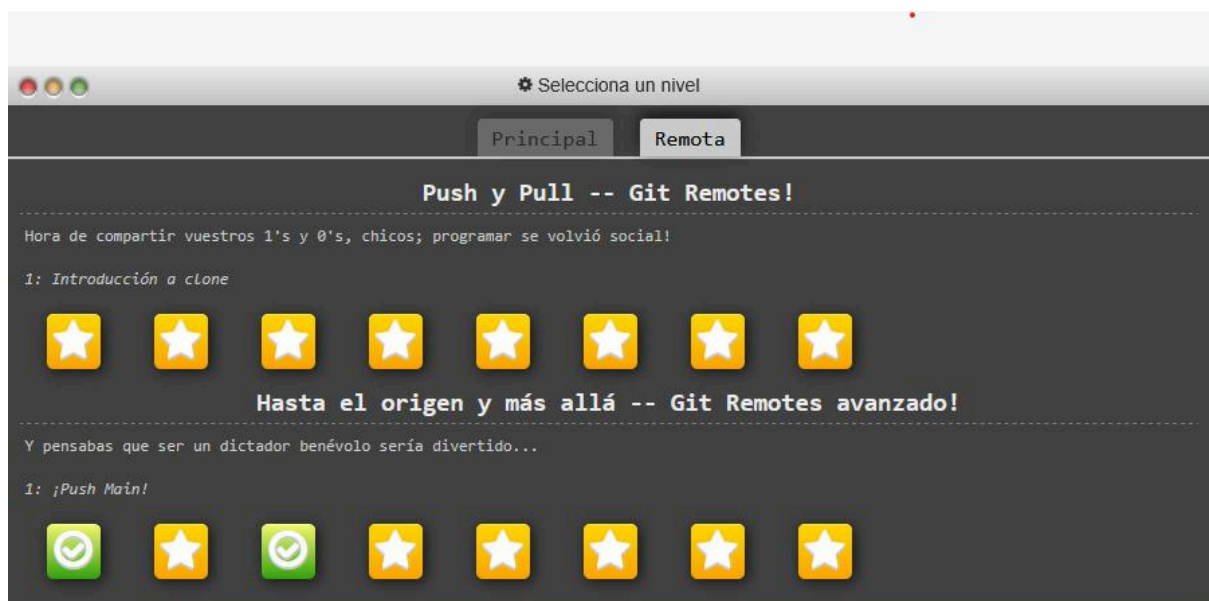 Selecciona un nivel
Principal
Remota
Push y Pull -- Git Remotes!
Hora de compartir vuestros 1's y 0's, chicos; programar se volvió social!
1: Introducción a clone
Hasta el origen y más allá -- Git Remotes avanzado!
Y pensabas que ser un dictador benévolo sería divertido...
1: ¡Push Main!